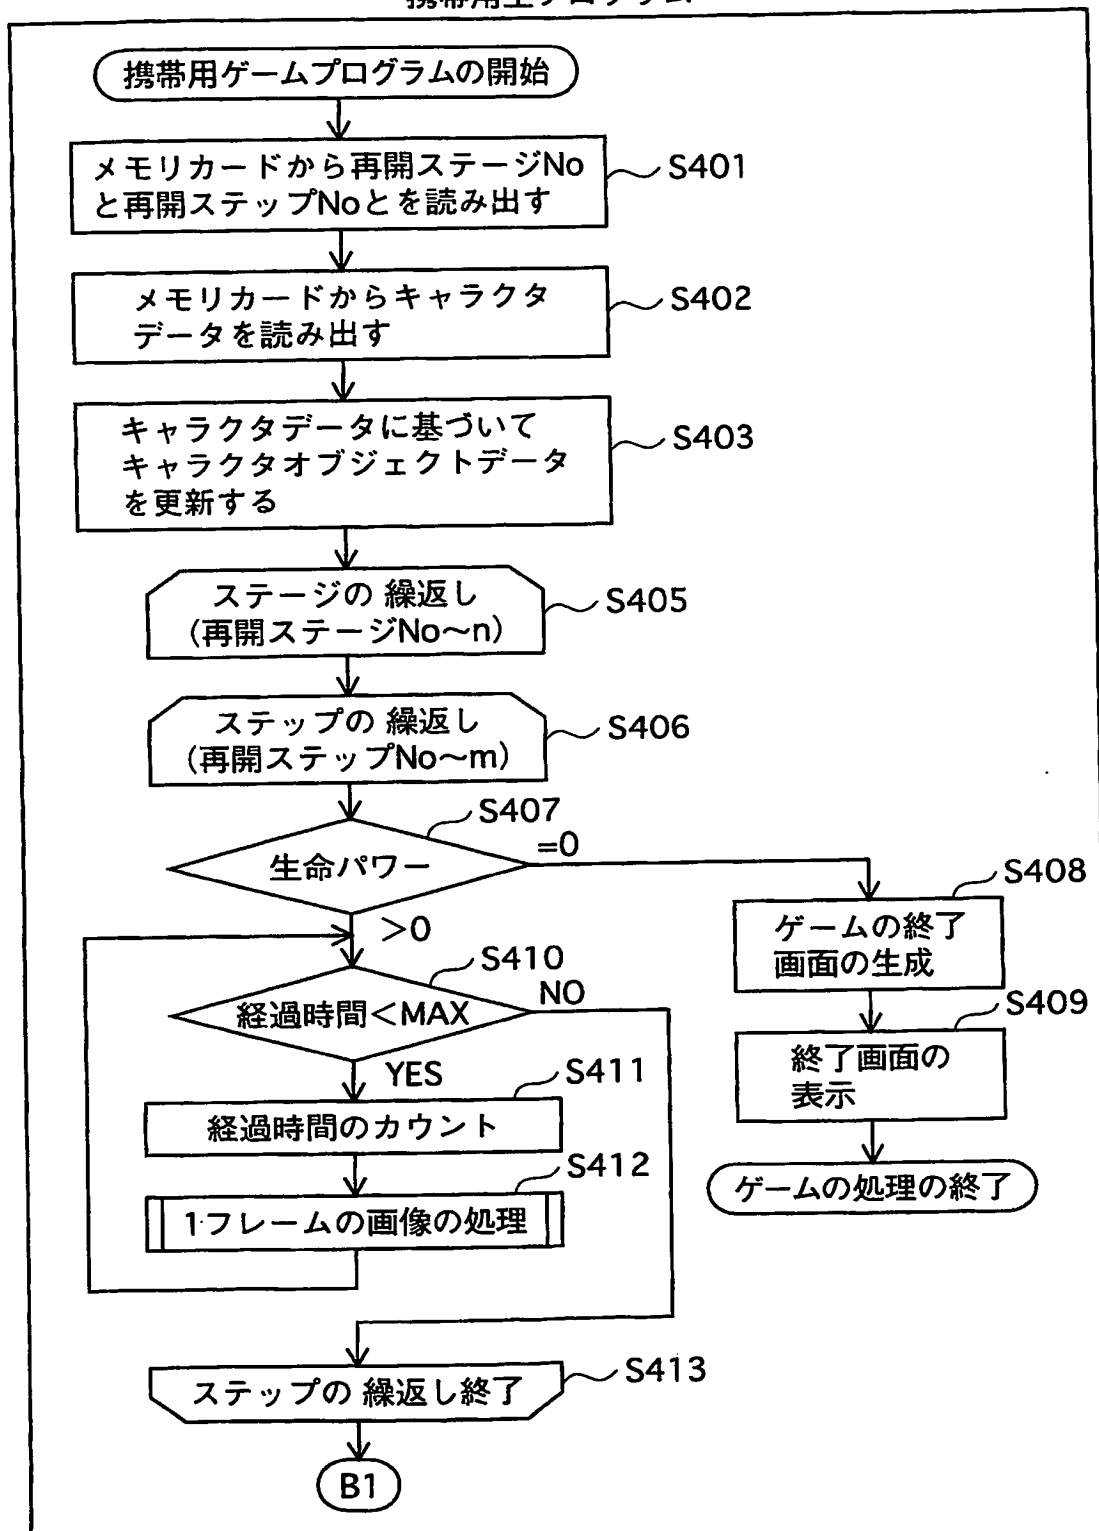 携帯用ゲームプログラムの開始
メモリカードから再開ステージNo
と再開ステップNoとを読み出す
S401
メモリカードからキャラクタ
データを読み出す
S402
キャラクタデータに基づいて
キャラクタオブジェクトデータ
を更新する
S403
ステージの 繰返し
(再開ステージNo～n)
S405
ステップの 繰返し
(再開ステップNo～m)
S406
S407
生命パワー
=0
>0
S408
ゲームの終了
画面の生成
S409
終了画面の
表示
ゲームの処理の終了
S410
経過時間<MAX
NO
YES
S411
経過時間のカウント
S412
1フレームの画像の処理
ステップの 繰返し終了
S413
B1